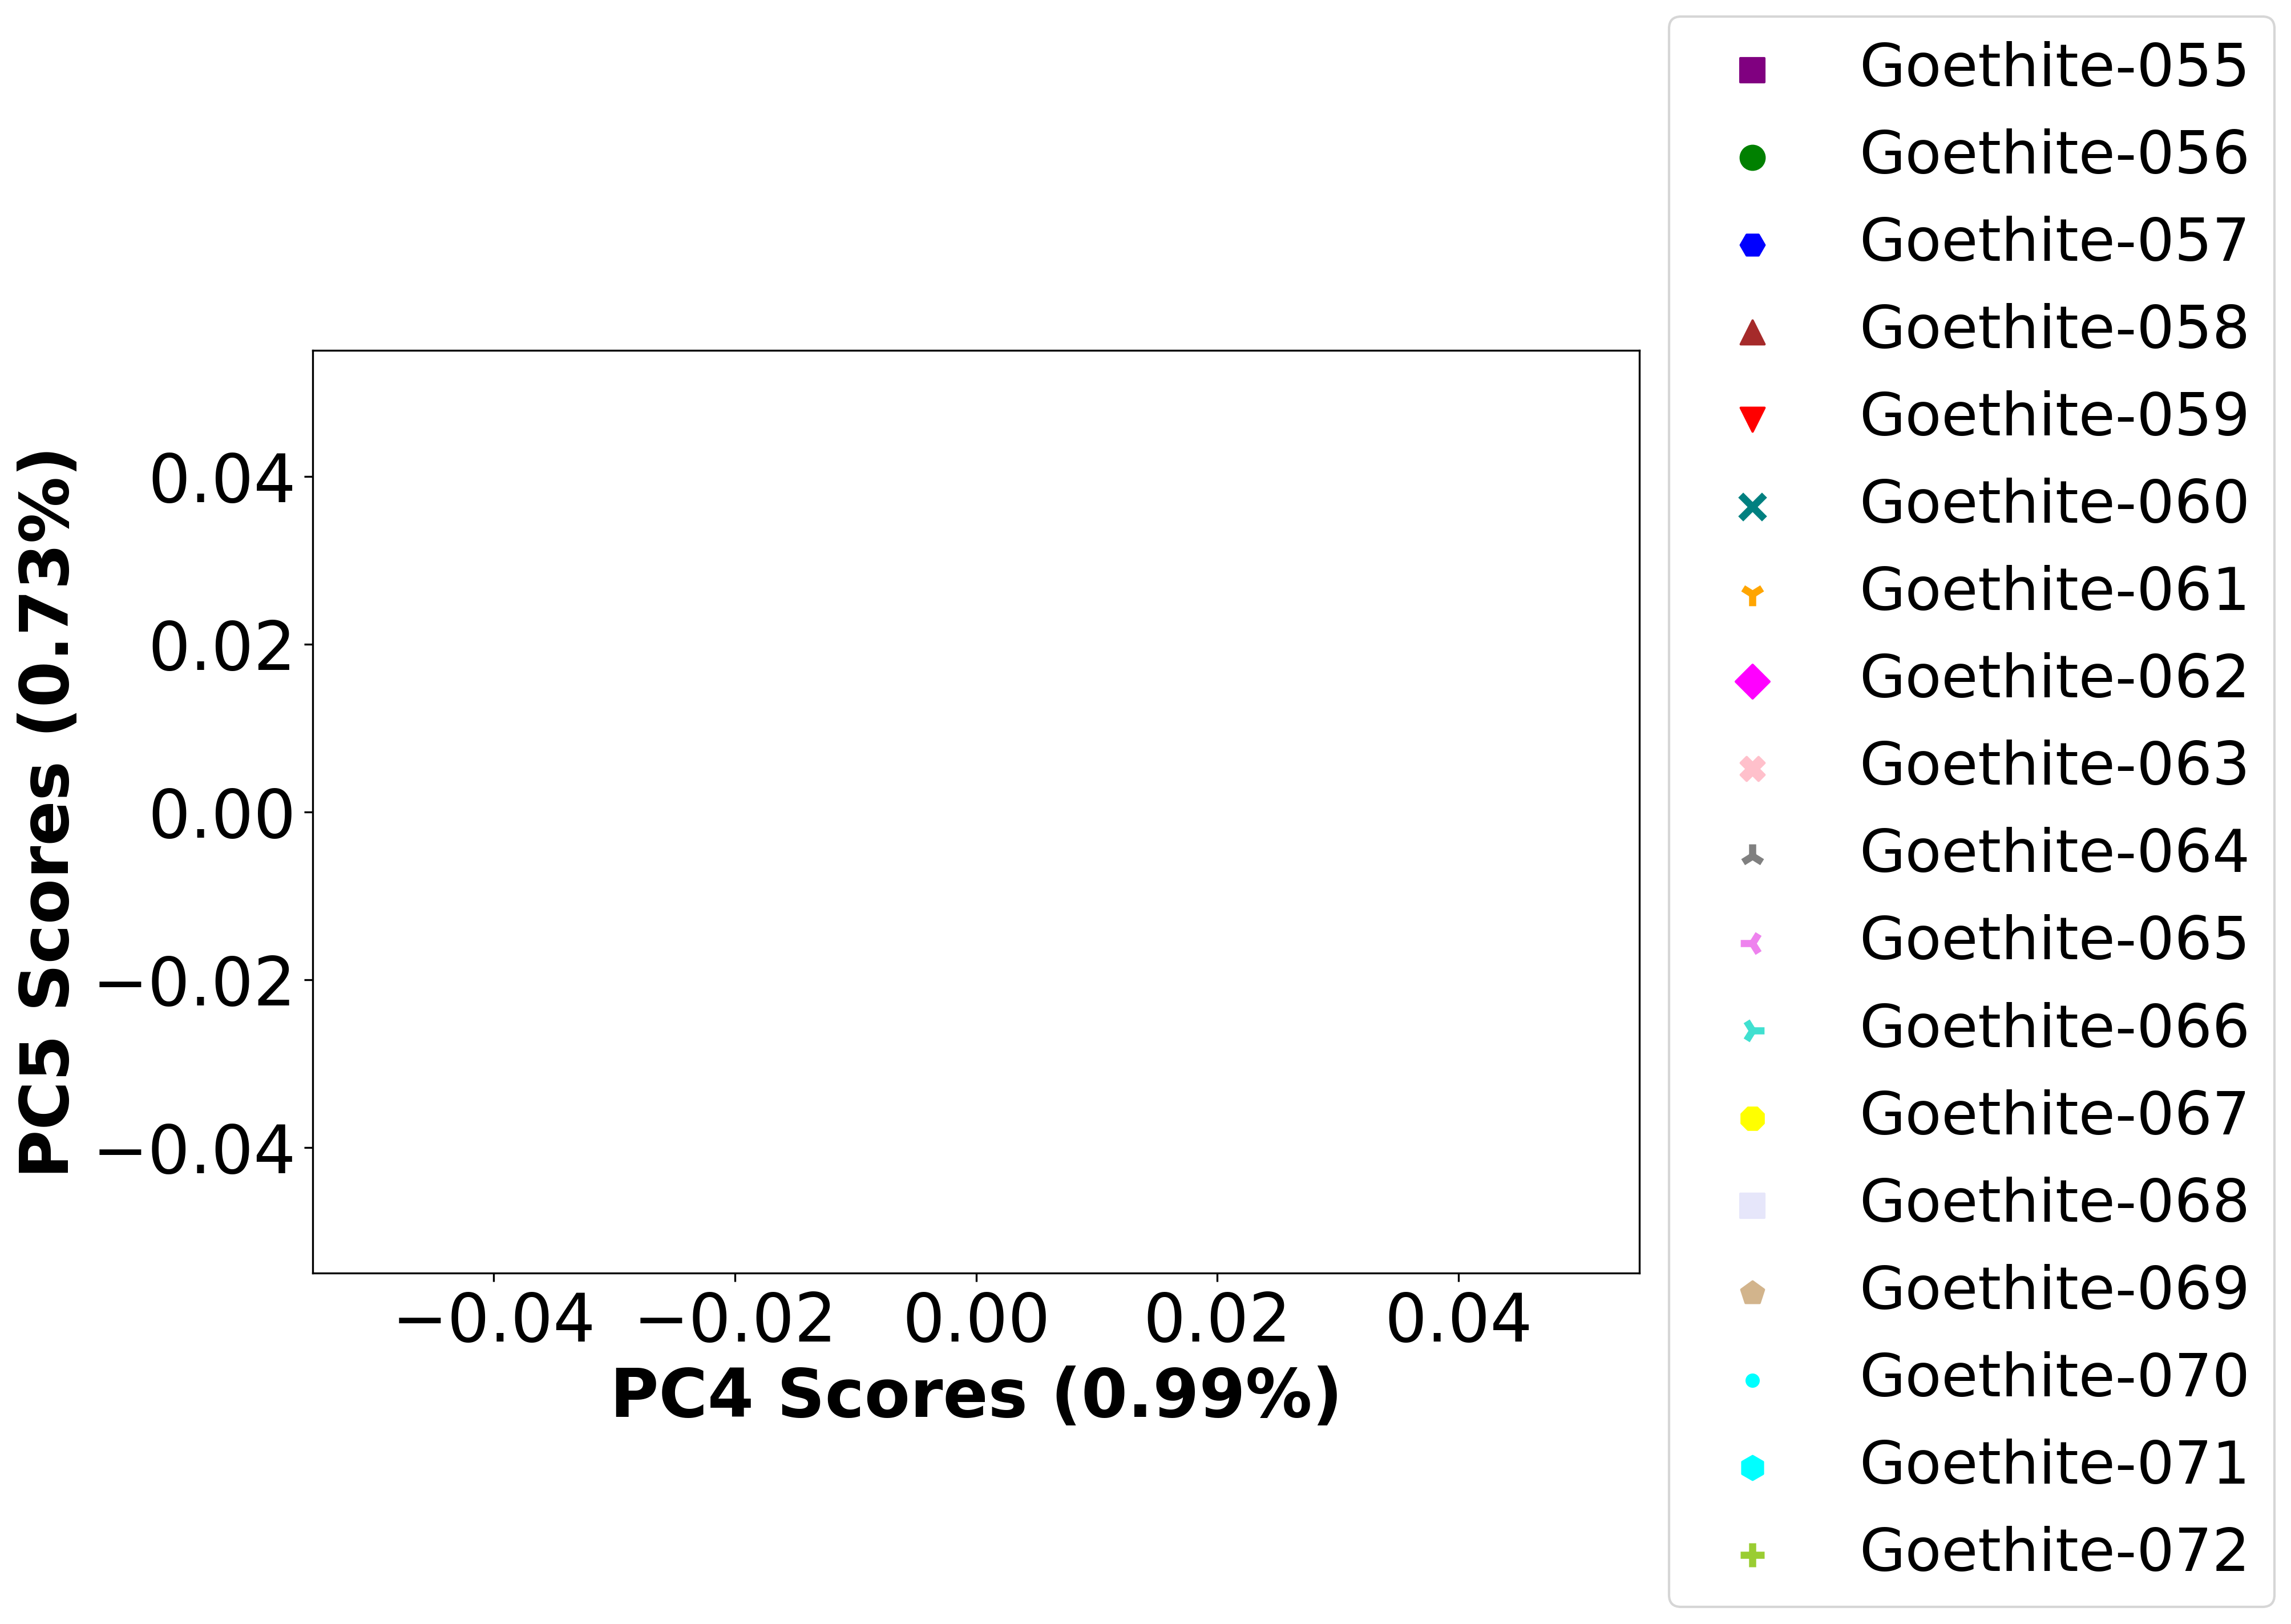 PC5 Scores (0.73%)
0.04
0.02
0.00
−0.02
−0.04
−0.04 −0.02 0.00 0.02 0.04
PC4 Scores (0.99%)
Goethite-055
Goethite-056
Goethite-057
Goethite-058
Goethite-059
Goethite-060
Goethite-061
Goethite-062
Goethite-063
Goethite-064
Goethite-065
Goethite-066
Goethite-067
Goethite-068
Goethite-069
Goethite-070
Goethite-071
Goethite-072